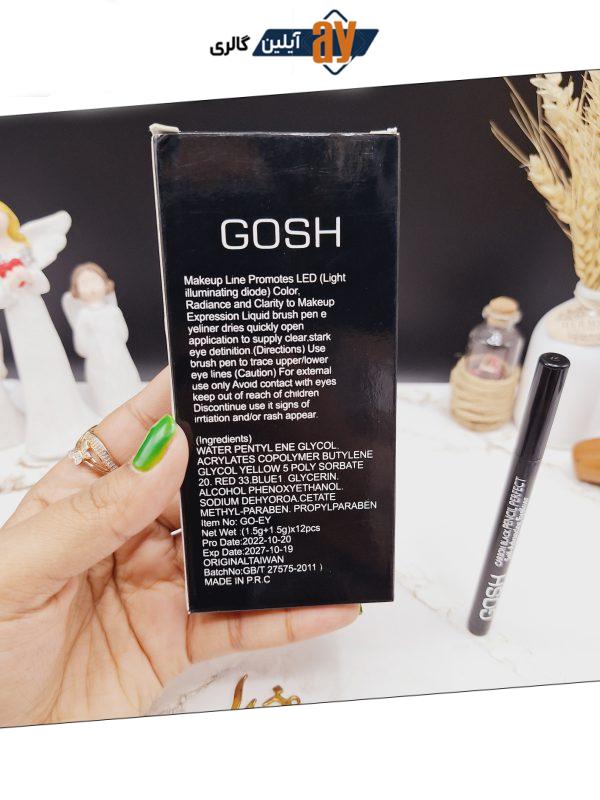 آیلین گالری
ay
GOSH
Makeup Line Promotes LED (Light
illuminating diode) Color.
Radiance and Clarity to Makeup
Expression Liquid brush pen e
yeliner dries quickly open
application to supply clear.stark
eye detinition.(Directions) Use
brush pen to trace upper/lower
eye lines (Caution) For external
use only Avoid contact with eyes
keep out of reach of children
Discontinue use it signs of
irrtiation and/or rash appear.
(Ingredients)
WATER PENTYL ENE GLYCOL.
ACRYLATES COPOLYMER BUTYLENE
GLYCOL YELLOW 5 POLY SORBATE
20. RED 33.BLUE1 GLYCERIN.
ALCOHOL PHENOXYETHANOL.
SODIUM DEHYOROA.CETATE
METHYL-PARABEN. PROPYLPARABEN
Item No: GO-EY
Net Wet :(1.5g+1.5g)x12pcs
Pro Date:2022-10-20
Exp Date:2027-10-19
ORIGINALTAIWAN
BatchNo:GB/T 27575-2011 )
MADE IN P.R.C
GOSH
PENCIL PERFECT